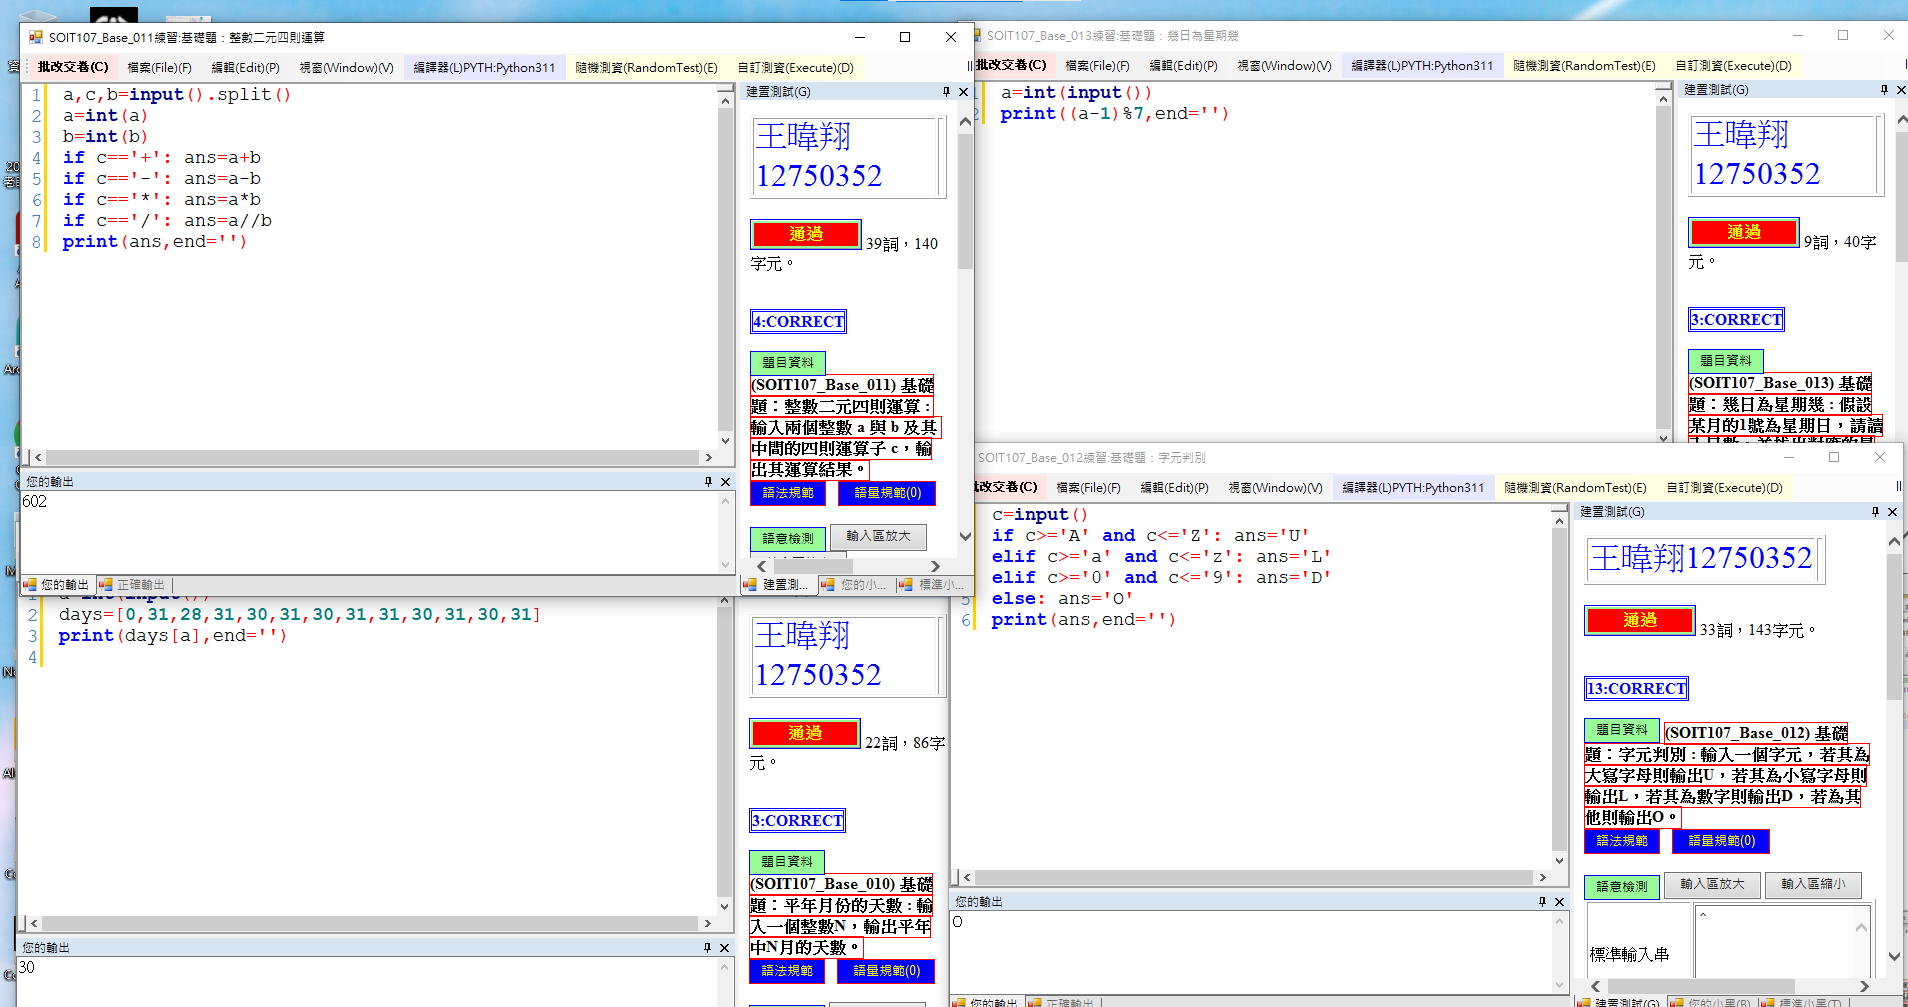 SOIT107_Base_011練習:基礎題：整數二元四則運算
批改交卷(C) 檔案(File)(F) 編輯(Edit)(P) 視窗(Window)(V) 編譯器(L)PYTH:Python311 隨機測資(RandomTest)(E) 自訂測資(Execute)(D)
1 a,c,b=input().split()
2 a=int(a)
3 b=int(b)
4 if c=='+': ans=a+b
5 if c=='-': ans=a-b
6 if c=='*': ans=a*b
7 if c=='/': ans=a//b
8 print(ans,end='')
建置測試(G)
王暐翔
12750352
通過 39詞，140
字元。
4:CORRECT
題目資料
(SOIT107_Base_011) 基礎
題：整數二元四則運算：
輸入兩個整數 a 與 b 及其
中間的四則運算子 c，輸
出其運算結果。
語法規範 語量規範(0)
語意檢測 輸入區放大
您的輸出
602
您的輸出 正確輸出
建置測... 您的小... 標準小...
SOIT107_Base_013練習:基礎題：幾日為星期幾
批改交卷(C) 檔案(File)(F) 編輯(Edit)(P) 視窗(Window)(V) 編譯器(L)PYTH:Python311 隨機測資(RandomTest)(E) 自訂測資(Execute)(D)
a=int(input())
2 print((a-1)%7,end='')
建置測試(G)
王暐翔
12750352
通過 9詞，40字
元。
3:CORRECT
題目資料
(SOIT107_Base_013) 基礎
題：幾日為星期幾：假設
某月的1號為星期日，請讀
a=int(input())
2 days=[0,31,28,31,30,31,30,31,31,30,31,30,31]
3 print(days[a],end='')
4
王暐翔
12750352
通過 22詞，86字
元。
3:CORRECT
題目資料
(SOIT107_Base_010) 基礎
題：平年月份的天數：輸
入一個整數N，輸出平年
中N月的天數。
語法規範 語量規範(0)
您的輸出
30
SOIT107_Base_012練習:基礎題：字元判別
批改交卷(C) 檔案(File)(F) 編輯(Edit)(P) 視窗(Window)(V) 編譯器(L)PYTH:Python311 隨機測資(RandomTest)(E) 自訂測資(Execute)(D)
c=input()
if c>='A' and c<='Z': ans='U'
elif c>='a' and c<='z': ans='L'
elif c>='0' and c<='9': ans='D'
5 else: ans='O'
6 print(ans,end='')
建置測試(G)
王暐翔12750352
通過 33詞，143字元。
13:CORRECT
題目資料 (SOIT107_Base_012) 基礎
題：字元判別：輸入一個字元，若其為
大寫字母則輸出U，若其為小寫字母則
輸出L，若其為數字則輸出D，若為其
他則輸出O。
語法規範 語量規範(0)
語意檢測 輸入區放大 輸入區縮小
標準輸入串 ^
您的輸出
O
您的輸出 正確輸出
建置測試(G) 您的小黑(B) 標準小黑(T)